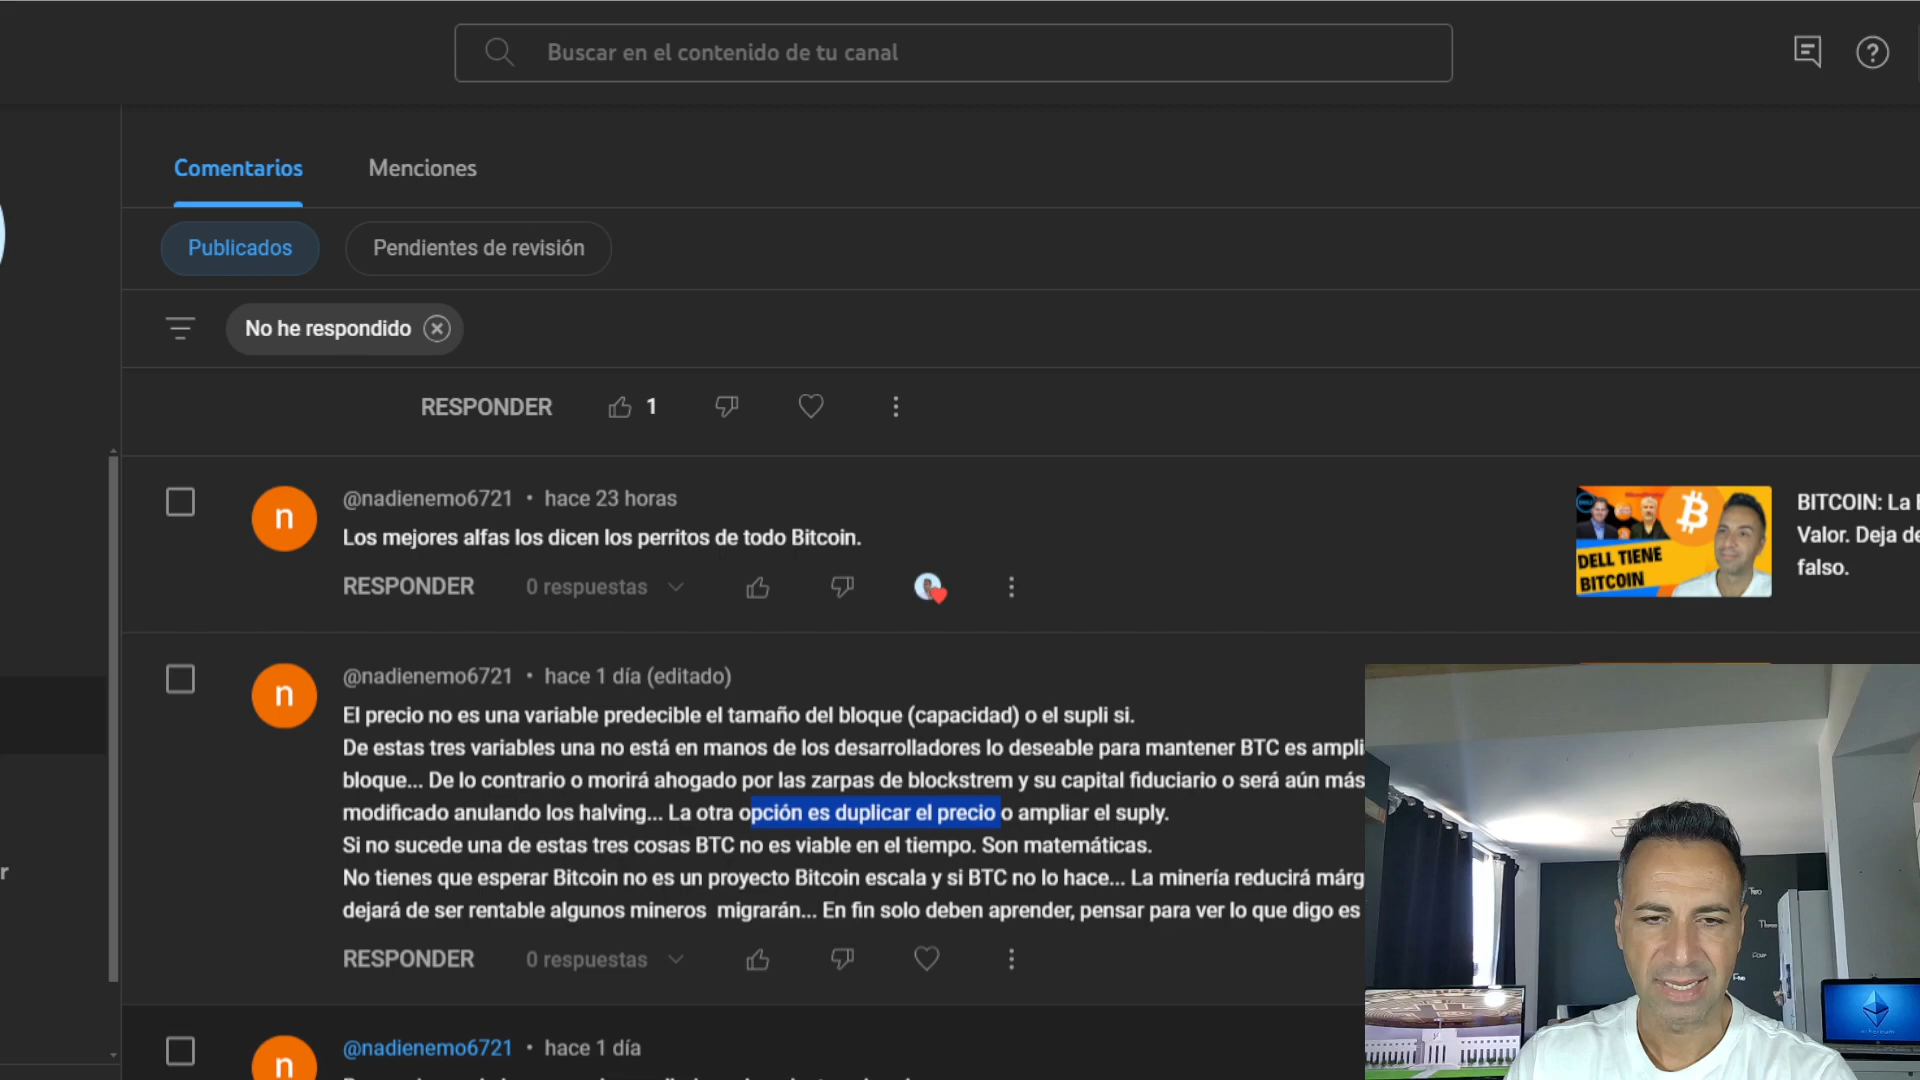 Buscar en el contenido de tu canal
Comentarios
Menciones
Publicados
Pendientes de revisión
No he respondido
RESPONDER
1
@nadienemo6721 • hace 23 horas
Los mejores alfas los dicen los perritos de todo Bitcoin.
RESPONDER
0 respuestas
DELL TIENE
BITCOIN
BITCOIN: La
Valor. Deja de
falso.
@nadienemo6721 • hace 1 día (editado)
El precio no es una variable predecible el tamaño del bloque (capacidad) o el supli si.
De estas tres variables una no está en manos de los desarrolladores lo deseable para mantener BTC es ampli
bloque... De lo contrario o morirá ahogado por las zarpas de blockstrem y su capital fiduciario o será aún más
modificado anulando los halving... La otra opción es duplicar el precio o ampliar el suply.
Si no sucede una de estas tres cosas BTC no es viable en el tiempo. Son matemáticas.
No tienes que esperar Bitcoin no es un proyecto Bitcoin escala y si BTC no lo hace... La minería reducirá márg
dejará de ser rentable algunos mineros migrarán... En fin solo deben aprender, pensar para ver lo que digo es
RESPONDER
0 respuestas
@nadienemo6721 • hace 1 día
n
n
n
r
Two
Three
Four
Five
ethereum